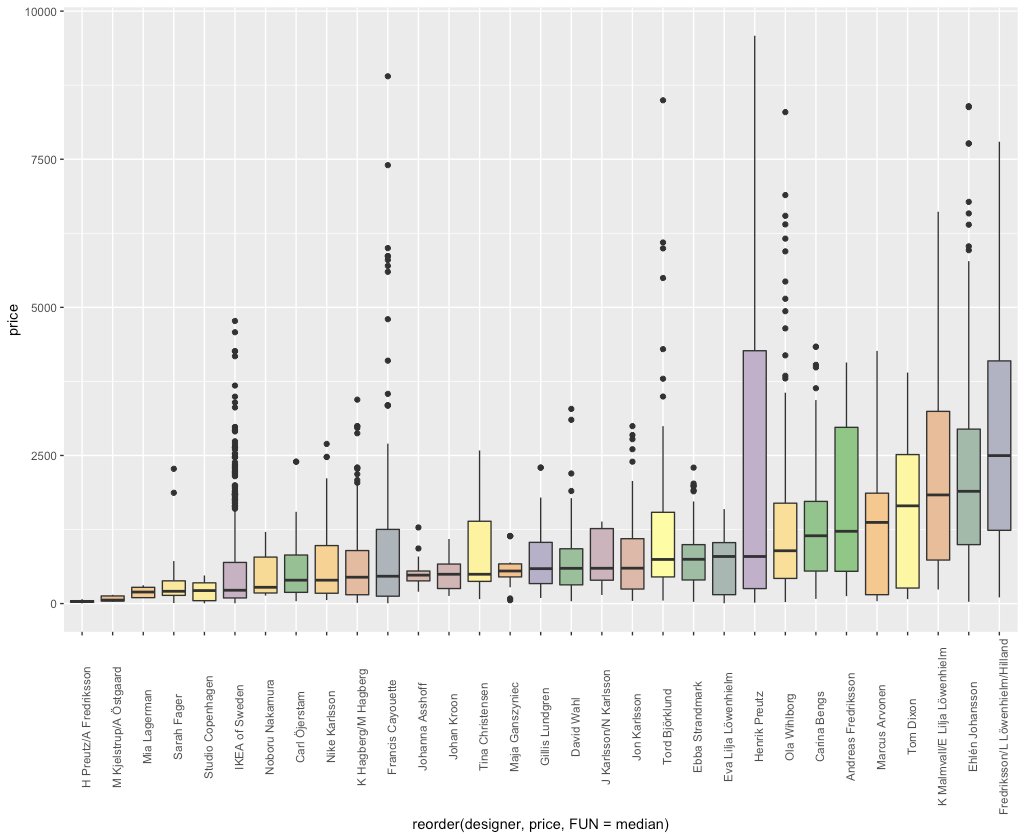 10000
7500
5000
2500
0
price
H Preutz/A Fredriksson
M Kjelstrup/A Östgaard
Mia Lagerman
Sarah Fager
Studio Copenhagen
IKEA of Sweden
Noboru Nakamura
Carl Öjerstam
Nike Karlsson
K Hagberg/M Hagberg
Francis Cayouette
Johanna Asshoff
Johan Kroon
Tina Christensen
Maja Ganszyniec
Gillis Lundgren
David Wahl
J Karlsson/N Karlsson
Jon Karlsson
Tord Björklund
Ebba Strandmark
Eva Lilja Löwenhielm
Henrik Preutz
Ola Wihlborg
Carina Bengs
Andreas Fredriksson
Marcus Arvonen
Tom Dixon
K Malmvall/E Lilja Löwenhielm
Ehlén Johansson
Fredriksson/L Löwenhielm/Hilland
reorder(designer, price, FUN = median)